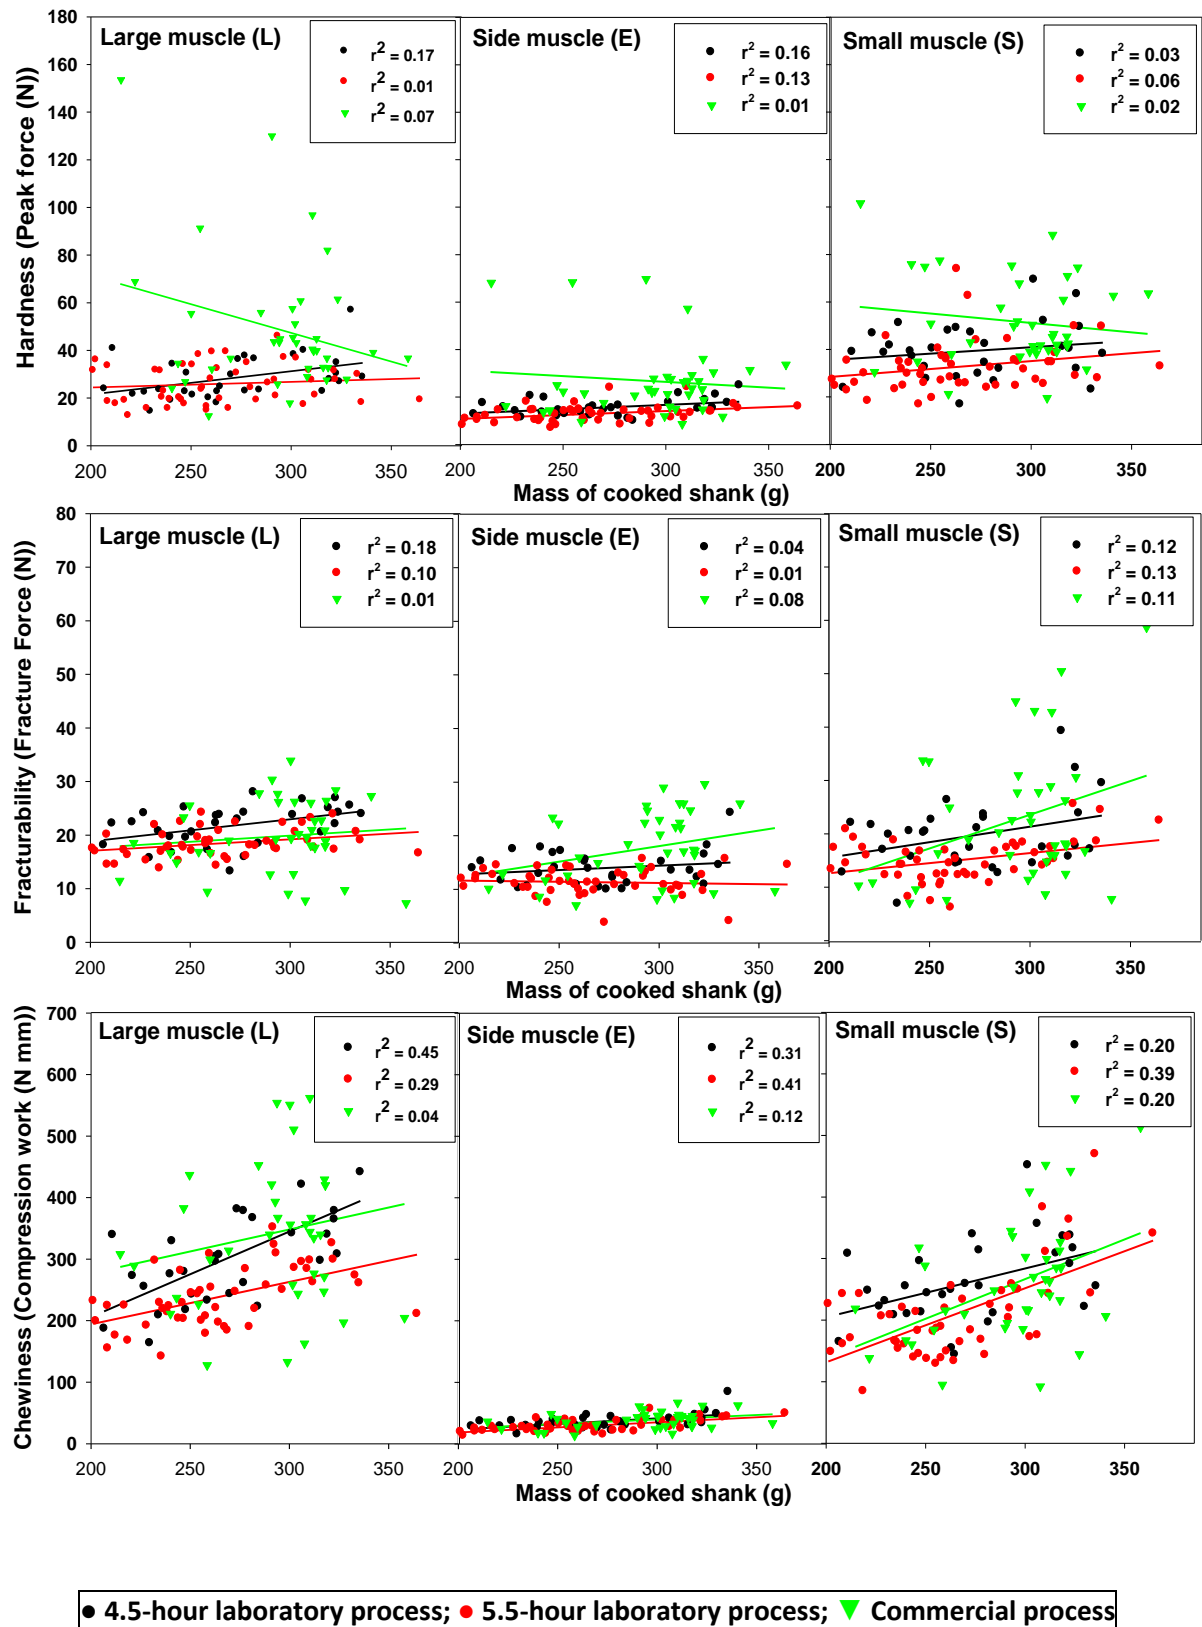 Hardness (Peak force (N))
180
160
140
120
100
80
60
40
20
0
Large muscle (L)
r² = 0.17
r² = 0.01
r² = 0.07
Side muscle (E)
r² = 0.16
r² = 0.13
r² = 0.01
Small muscle (S)
r² = 0.03
r² = 0.06
r² = 0.02
200 250 300 350 200 250 300 350 200 250 300 350
Mass of cooked shank (g)
Fracturability (Fracture Force (N))
80
70
60
50
40
30
20
10
0
Large muscle (L)
r² = 0.18
r² = 0.10
r² = 0.01
Side muscle (E)
r² = 0.04
r² = 0.01
r² = 0.08
Small muscle (S)
r² = 0.12
r² = 0.13
r² = 0.11
200 250 300 350 200 250 300 350 200 250 300 350
Mass of cooked shank (g)
Chewiness (Compression work (N mm))
700
600
500
400
300
200
100
0
Large muscle (L)
r² = 0.45
r² = 0.29
r² = 0.04
Side muscle (E)
r² = 0.31
r² = 0.41
r² = 0.12
Small muscle (S)
r² = 0.20
r² = 0.39
r² = 0.20
200 250 300 350 200 250 300 350 200 250 300 350
Mass of cooked shank (g)
4.5-hour laboratory process; 5.5-hour laboratory process; Commercial process